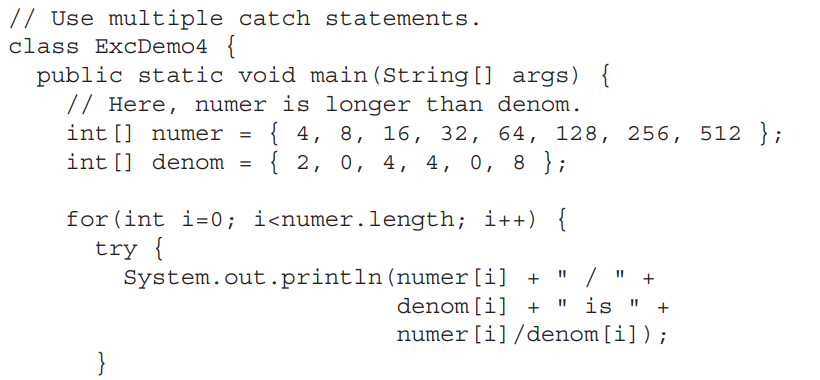 // Use multiple catch statements.
class ExcDemo4 {
  public static void main(String[] args) {
    // Here, numer is longer than denom.
    int[] numer = { 4, 8, 16, 32, 64, 128, 256, 512 };
    int[] denom = { 2, 0, 4, 4, 0, 8 };

    for(int i=0; i<numer.length; i++) {
      try {
        System.out.println(numer[i] + " / " +
                           denom[i] + " is " +
                           numer[i]/denom[i]);
      }